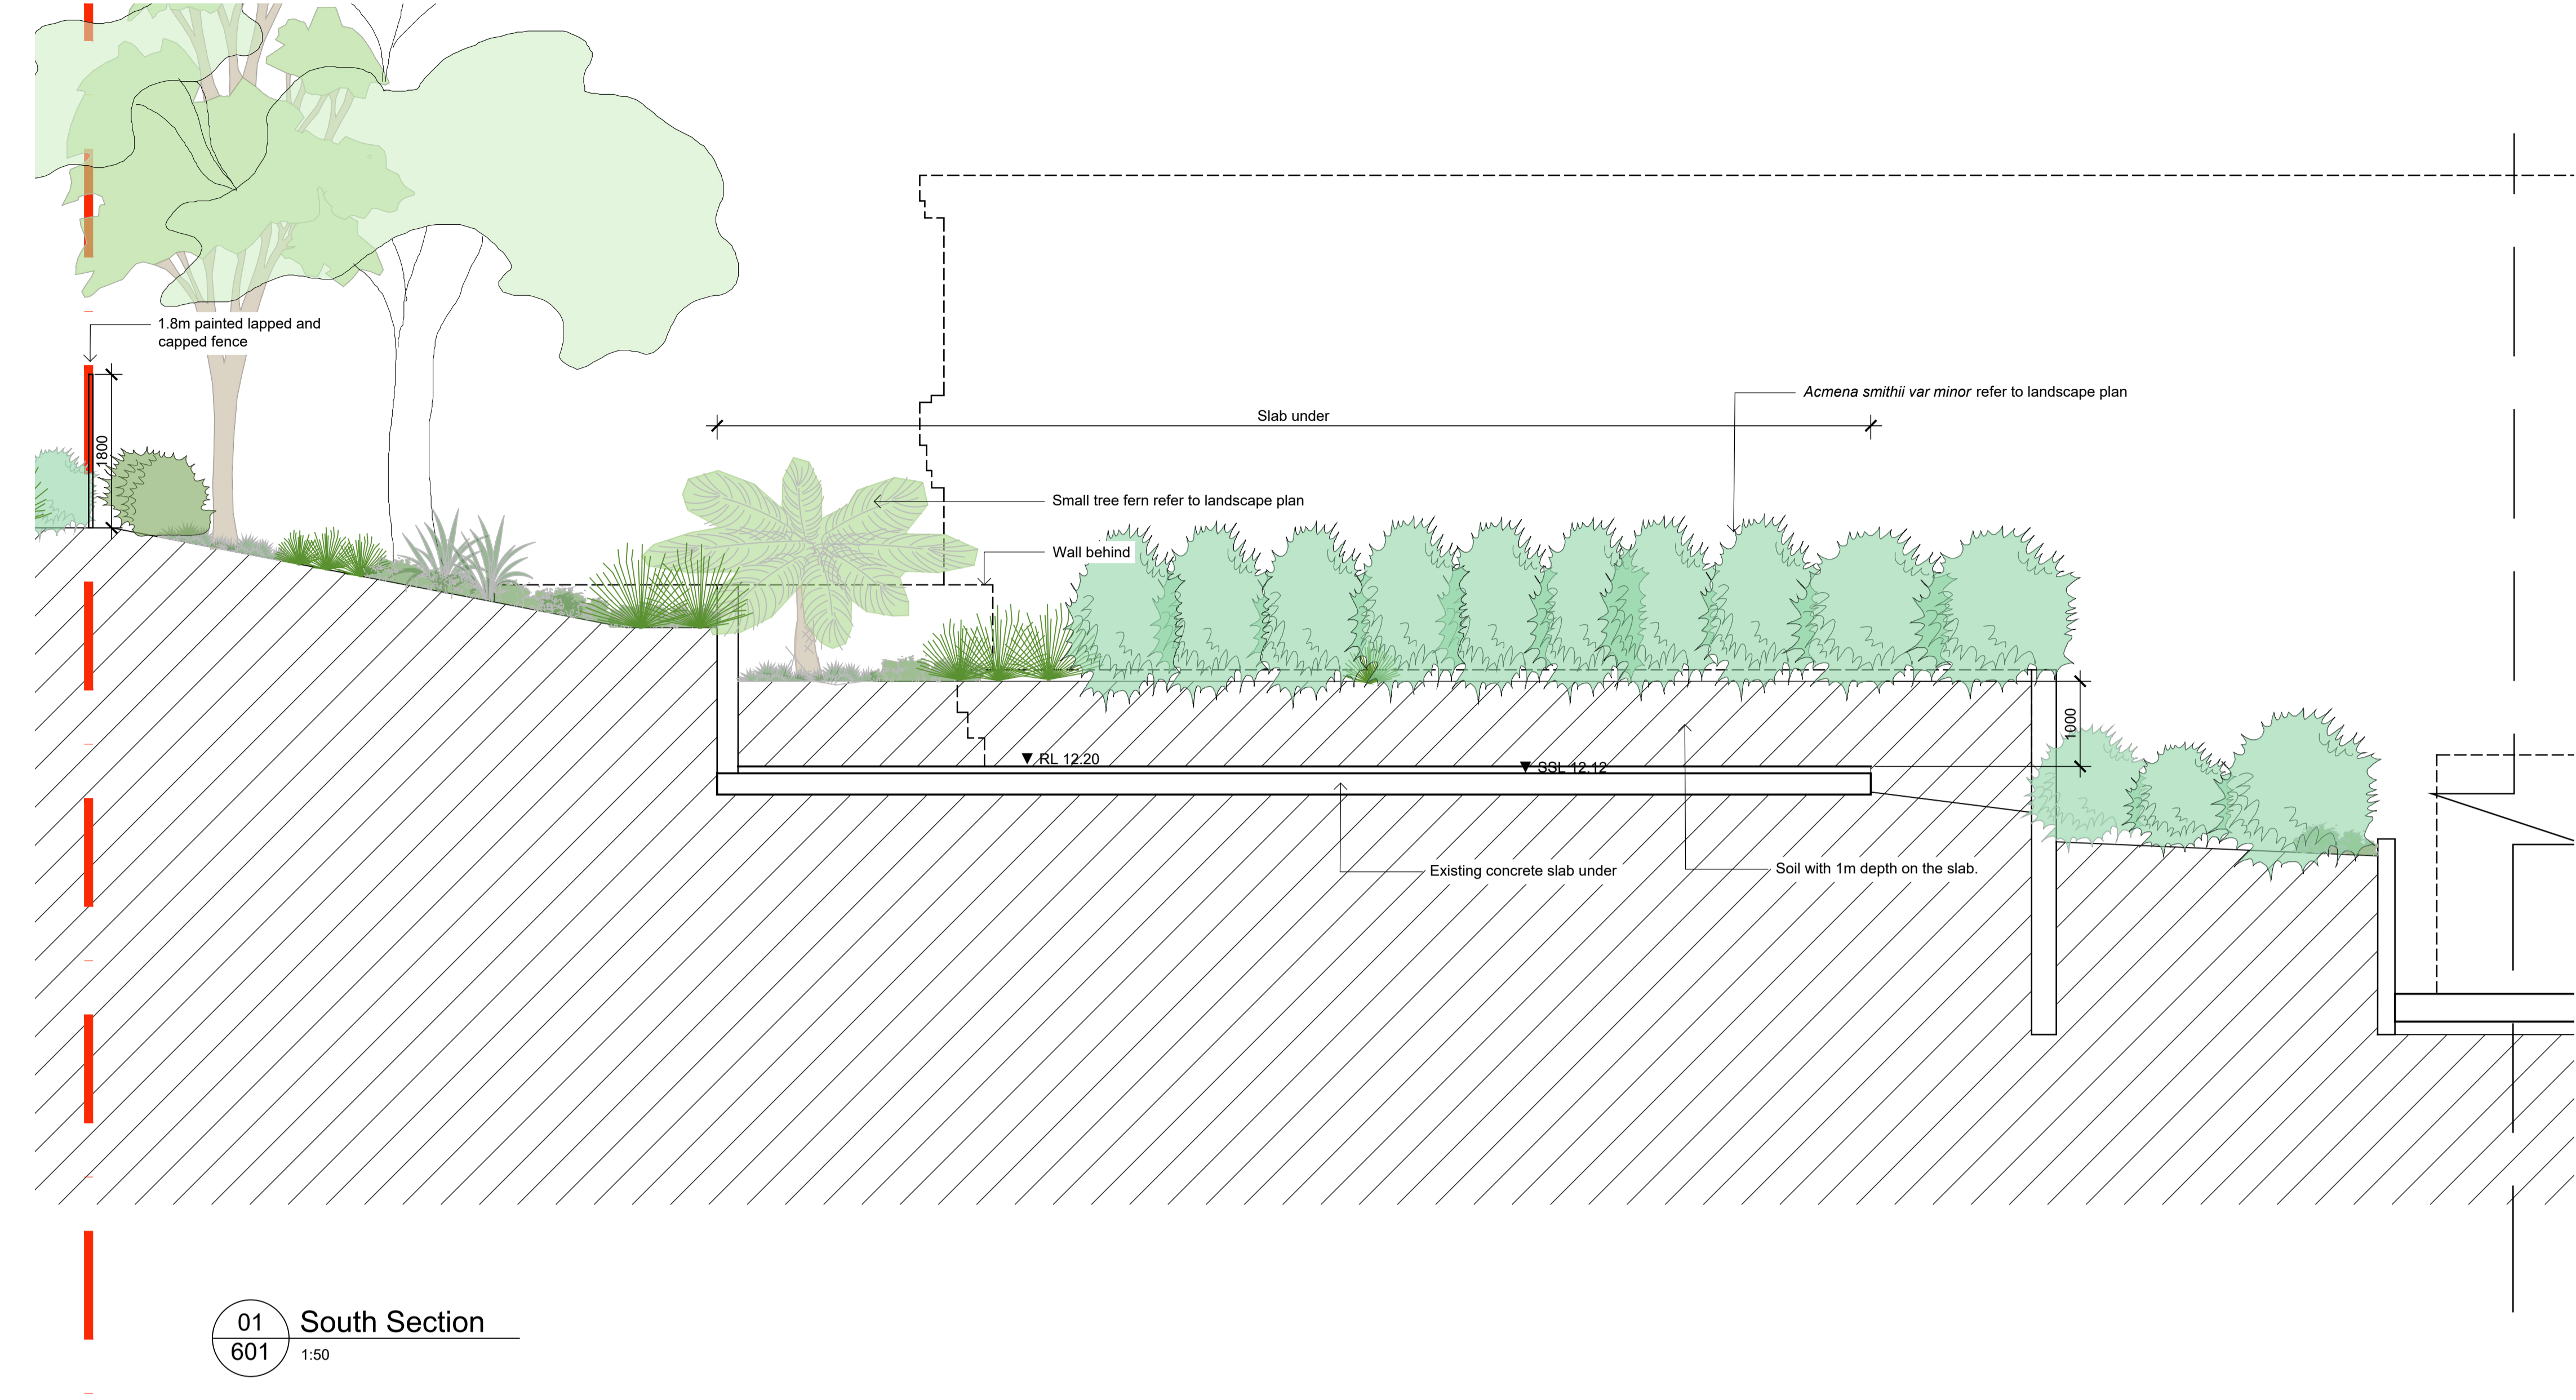 1.8m painted lapped and
capped fence
1800
Slab under
Acmena smithii var minor refer to landscape plan
Small tree fern refer to landscape plan
Wall behind
1000
RL 12.20
SSL 12.12
Existing concrete slab under
Soil with 1m depth on the slab.
01
South Section
601
1:50